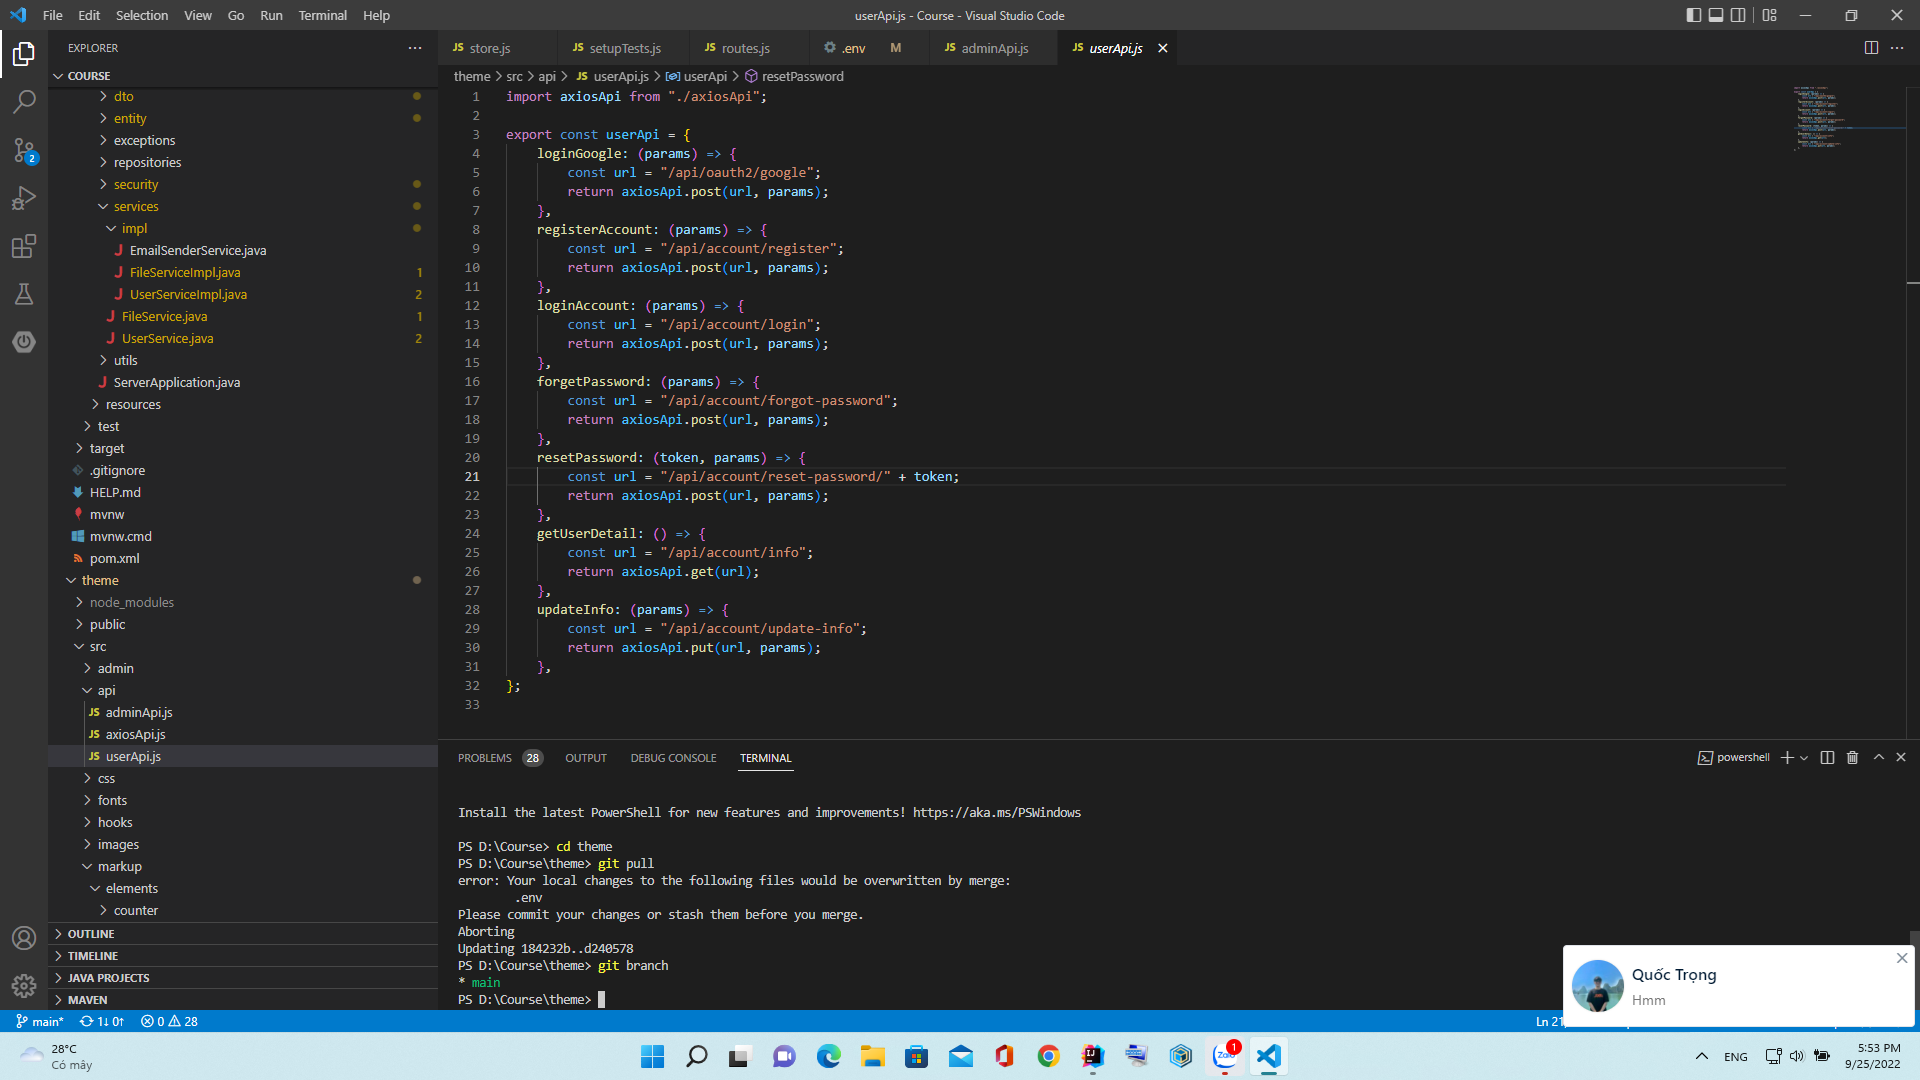 File Edit Selection View Go Run Terminal Help
userApi.js - Course - Visual Studio Code
EXPLORER
COURSE
dto
entity
exceptions
repositories
security
services
impl
EmailSenderService.java
FileServiceImpl.java 1
UserServiceImpl.java 2
FileService.java 1
UserService.java 2
utils
ServerApplication.java
resources
test
target
.gitignore
HELP.md
mvnw
mvnw.cmd
pom.xml
theme
node_modules
public
src
admin
api
JS adminApi.js
JS axiosApi.js
JS userApi.js
css
fonts
hooks
images
markup
elements
counter
OUTLINE
TIMELINE
JAVA PROJECTS
MAVEN
2
JS store.js
JS setupTests.js
JS routes.js
.env M
JS adminApi.js
JS userApi.js
theme > src > api > JS userApi.js > userApi > resetPassword
1 import axiosApi from "./axiosApi";
2
3 export const userApi = {
4 loginGoogle: (params) => {
5 const url = "/api/oauth2/google";
6 return axiosApi.post(url, params);
7 },
8 registerAccount: (params) => {
9 const url = "/api/account/register";
10 return axiosApi.post(url, params);
11 },
12 loginAccount: (params) => {
13 const url = "/api/account/login";
14 return axiosApi.post(url, params);
15 },
16 forgetPassword: (params) => {
17 const url = "/api/account/forgot-password";
18 return axiosApi.post(url, params);
19 },
20 resetPassword: (token, params) => {
21 const url = "/api/account/reset-password/" + token;
22 return axiosApi.post(url, params);
23 },
24 getUserDetail: () => {
25 const url = "/api/account/info";
26 return axiosApi.get(url);
27 },
28 updateInfo: (params) => {
29 const url = "/api/account/update-info";
30 return axiosApi.put(url, params);
31 },
32 };
33
PROBLEMS 28 OUTPUT DEBUG CONSOLE TERMINAL
powershell
Install the latest PowerShell for new features and improvements! https://aka.ms/PSWindows
PS D:\Course> cd theme
PS D:\Course\theme> git pull
error: Your local changes to the following files would be overwritten by merge:
.env
Please commit your changes or stash them before you merge.
Aborting
Updating 184232b..d240578
PS D:\Course\theme> git branch
* main
PS D:\Course\theme>
Quốc Trọng
Hmm
main* 1↓ 0↑ 0 28
Ln 21,
28°C
Có mây
Zalo
1
ENG
5:53 PM
9/25/2022